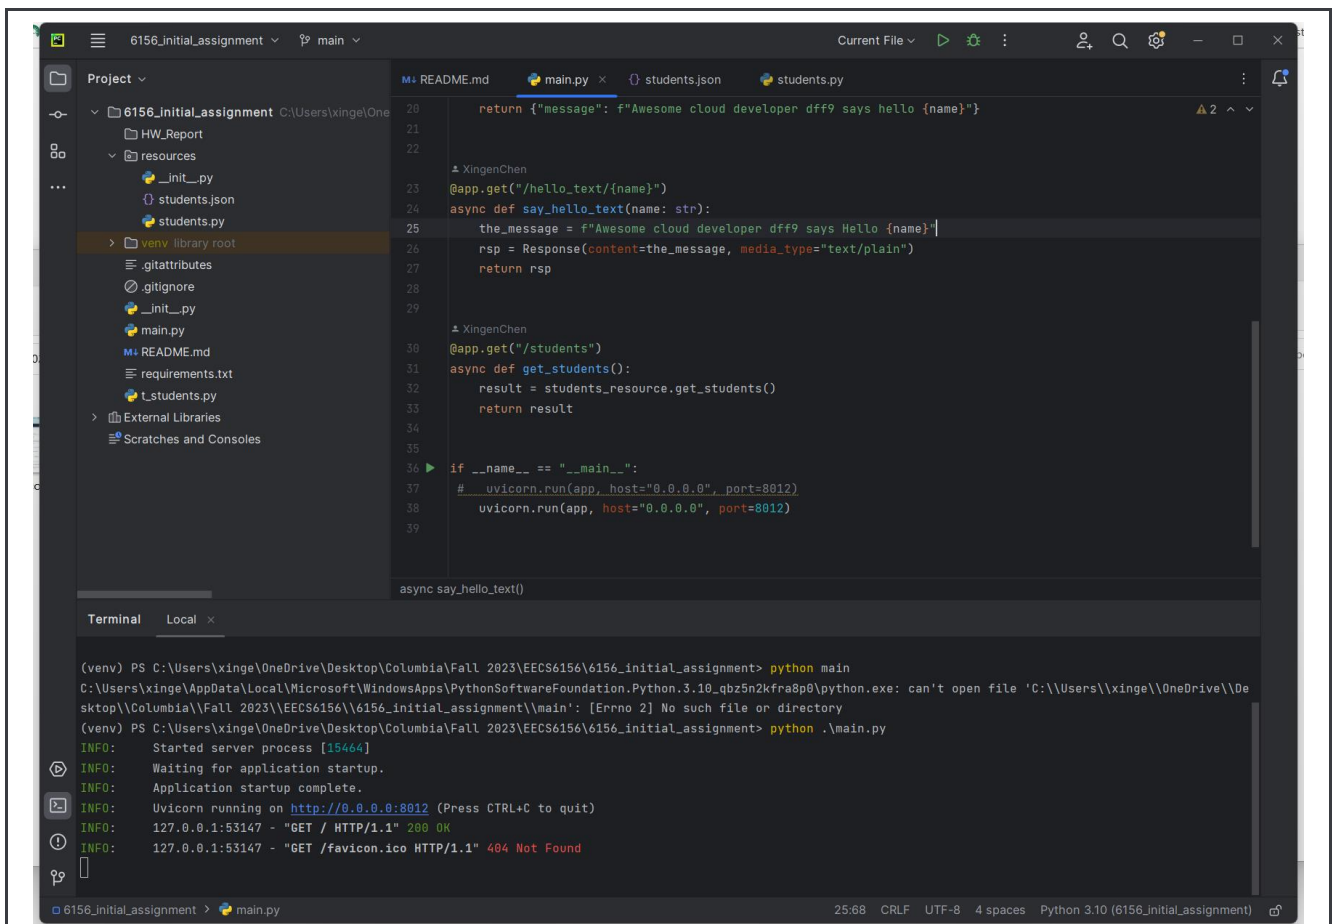 6156_initial_assignment main Current File
Project
README.md main.py students.json students.py
6156_initial_assignment C:\Users\xinge\One
HW_Report
resources
__init__.py
students.json
students.py
venv library root
.gitattributes
.gitignore
__init__.py
main.py
README.md
requirements.txt
t_students.py
External Libraries
Scratches and Consoles
20 return {"message": f"Awesome cloud developer dff9 says hello {name}"} 2
21
22
XingenChen
23 @app.get("/hello_text/{name}")
24 async def say_hello_text(name: str):
25 the_message = f"Awesome cloud developer dff9 says Hello {name}"
26 rsp = Response(content=the_message, media_type="text/plain")
27 return rsp
28
29
XingenChen
30 @app.get("/students")
31 async def get_students():
32 result = students_resource.get_students()
33 return result
34
35
36 if __name__ == "__main__":
37 # uvicorn.run(app, host="0.0.0.0", port=8012)
38 uvicorn.run(app, host="0.0.0.0", port=8012)
39
async say_hello_text()
Terminal Local
(venv) PS C:\Users\xinge\OneDrive\Desktop\Columbia\Fall 2023\EECS6156\6156_initial_assignment> python main
C:\Users\xinge\AppData\Local\Microsoft\WindowsApps\PythonSoftwareFoundation.Python.3.10_qbz5n2kfra8p0\python.exe: can't open file 'C:\\Users\\xinge\\OneDrive\\De
sktop\\Columbia\\Fall 2023\\EECS6156\\6156_initial_assignment\\main': [Errno 2] No such file or directory
(venv) PS C:\Users\xinge\OneDrive\Desktop\Columbia\Fall 2023\EECS6156\6156_initial_assignment> python .\main.py
INFO: Started server process [15464]
INFO: Waiting for application startup.
INFO: Application startup complete.
INFO: Uvicorn running on http://0.0.0.0:8012 (Press CTRL+C to quit)
INFO: 127.0.0.1:53147 - "GET / HTTP/1.1" 200 OK
INFO: 127.0.0.1:53147 - "GET /favicon.ico HTTP/1.1" 404 Not Found
6156_initial_assignment > main.py 25:68 CRLF UTF-8 4 spaces Python 3.10 (6156_initial_assignment)